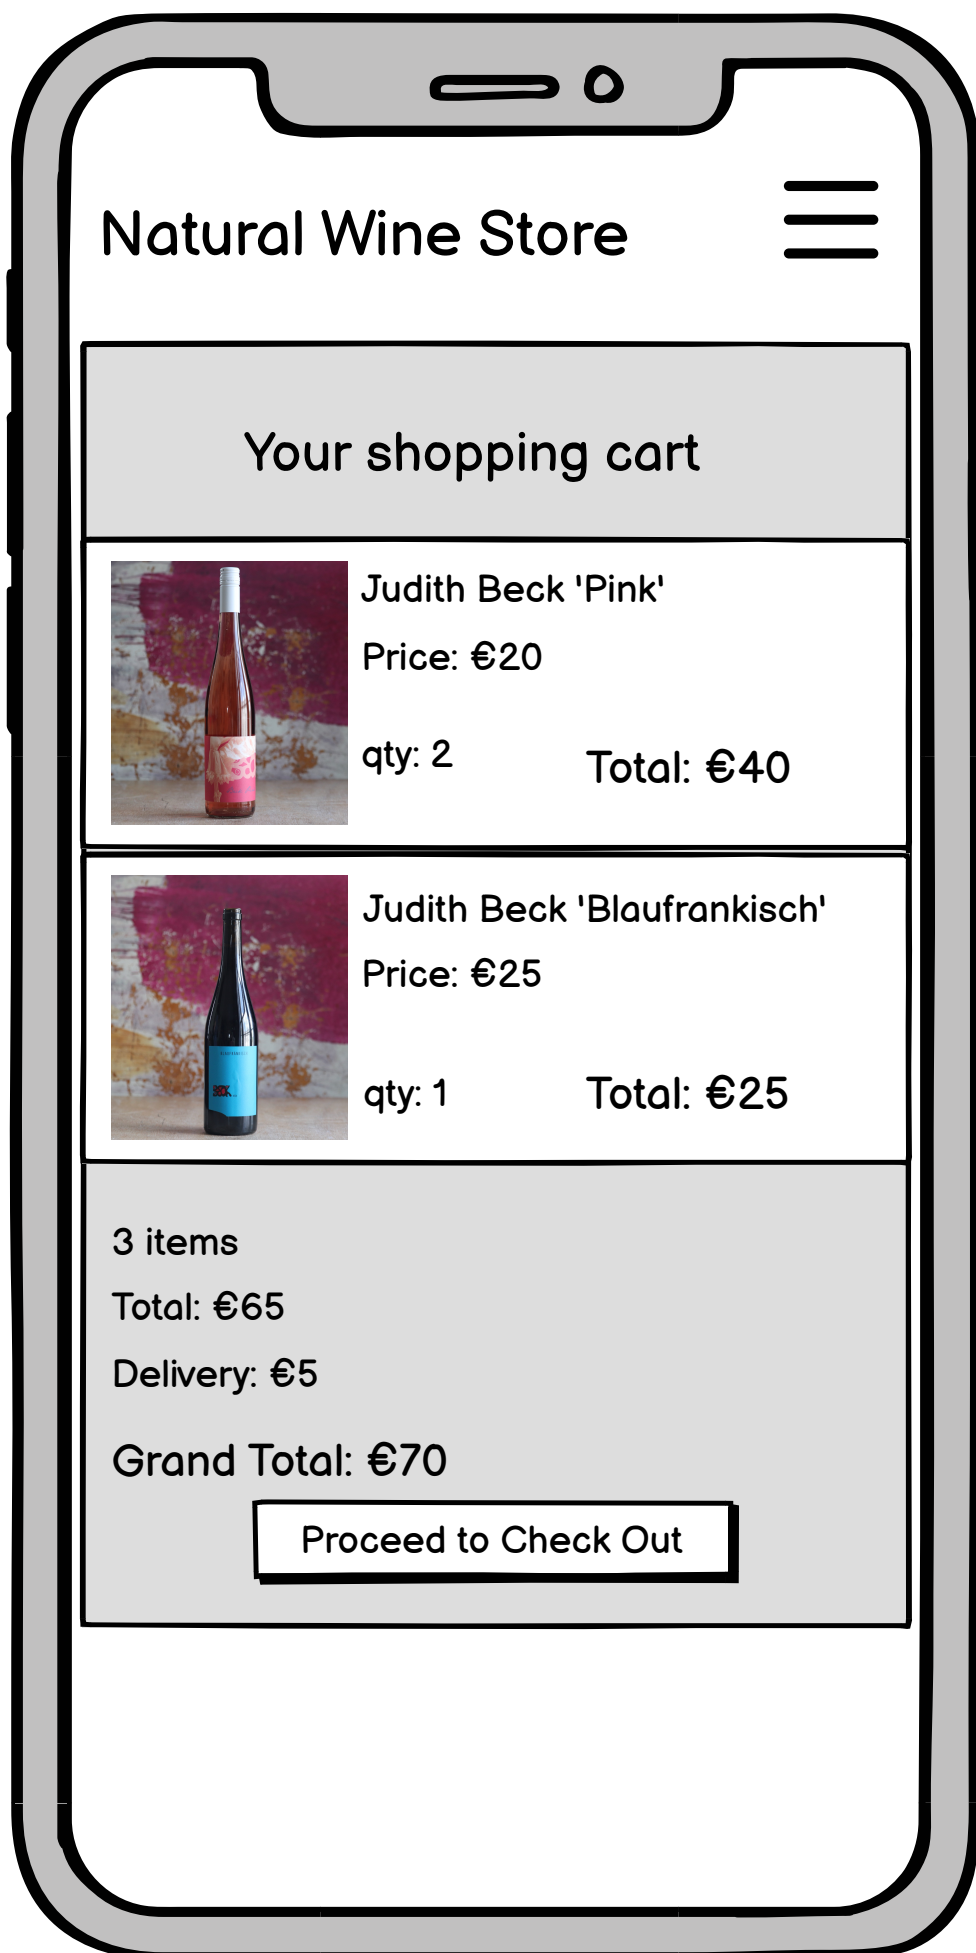 Natural Wine Store
Your shopping cart
Judith Beck 'Pink'
Price: €20
qty: 2
Total: €40
Judith Beck 'Blaufrankisch'
Price: €25
qty: 1
Total: €25
3 items
Total: €65
Delivery: €5
Grand Total: €70
Proceed to Check Out